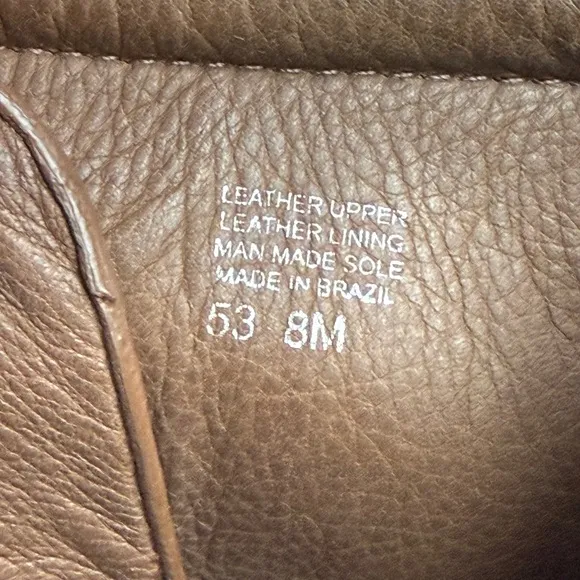 LEATHER UPPER
LEATHER LINING
MAN MADE SOLE
MADE IN BRAZIL
53 8M